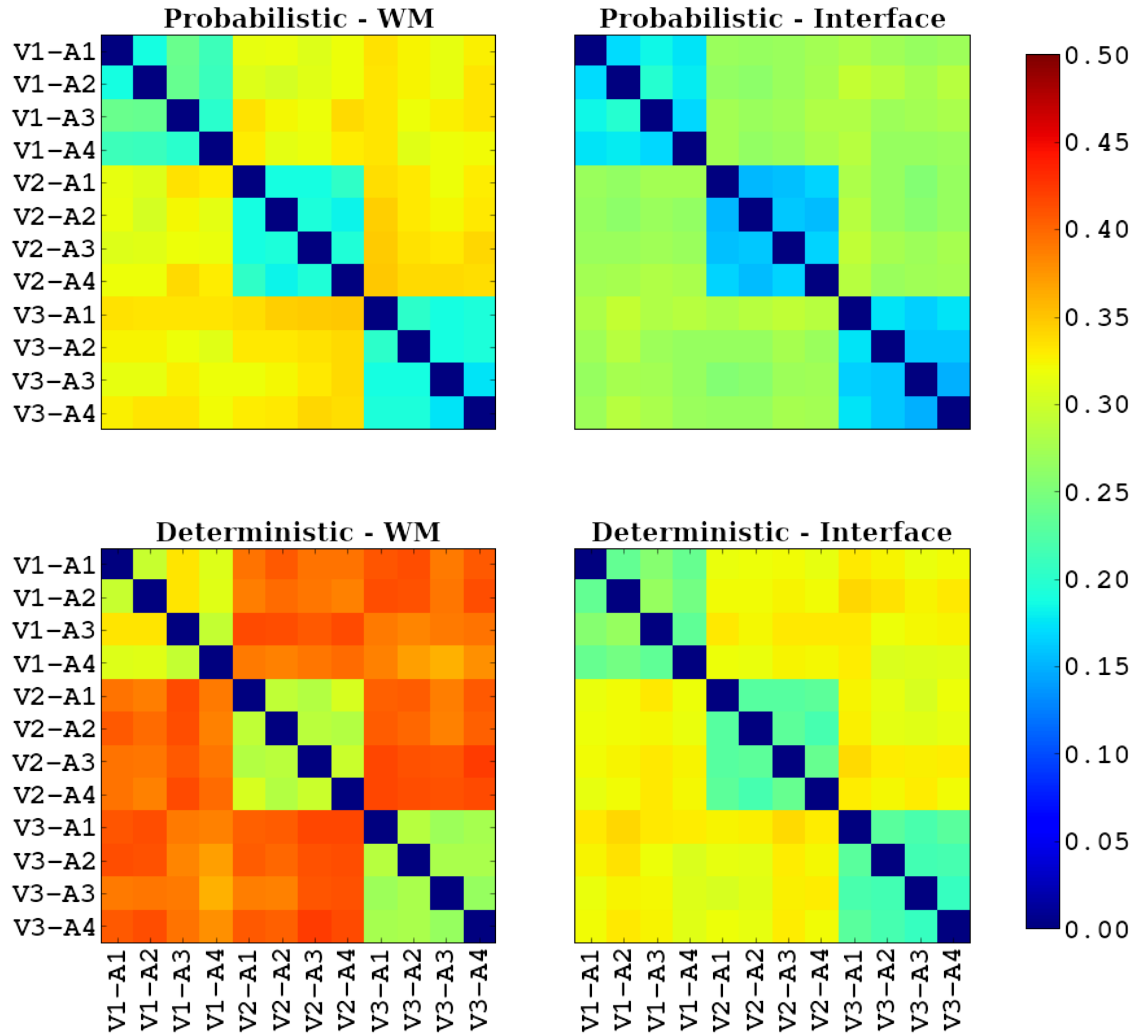 Probabilistic - WM
Probabilistic - Interface
V1-A1
V1-A2
V1-A3
V1-A4
V2-A1
V2-A2
V2-A3
V2-A4
V3-A1
V3-A2
V3-A3
V3-A4
0.50
0.45
0.40
0.35
0.30
0.25
0.20
0.15
0.10
0.05
0.00
Deterministic - WM
Deterministic - Interface
V1-A1
V1-A2
V1-A3
V1-A4
V2-A1
V2-A2
V2-A3
V2-A4
V3-A1
V3-A2
V3-A3
V3-A4
V1-A1
V1-A2
V1-A3
V1-A4
V2-A1
V2-A2
V2-A3
V2-A4
V3-A1
V3-A2
V3-A3
V3-A4
V1-A1
V1-A2
V1-A3
V1-A4
V2-A1
V2-A2
V2-A3
V2-A4
V3-A1
V3-A2
V3-A3
V3-A4